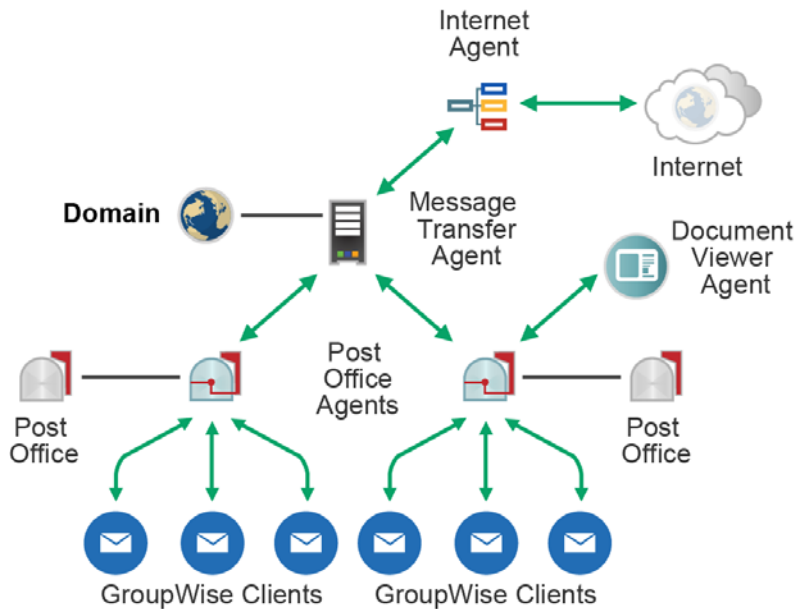 Internet
Agent
Internet
Domain
Message
Transfer
Agent
Document
Viewer
Agent
Post
Office
Post
Office
Agents
Post
Office
GroupWise Clients
GroupWise Clients